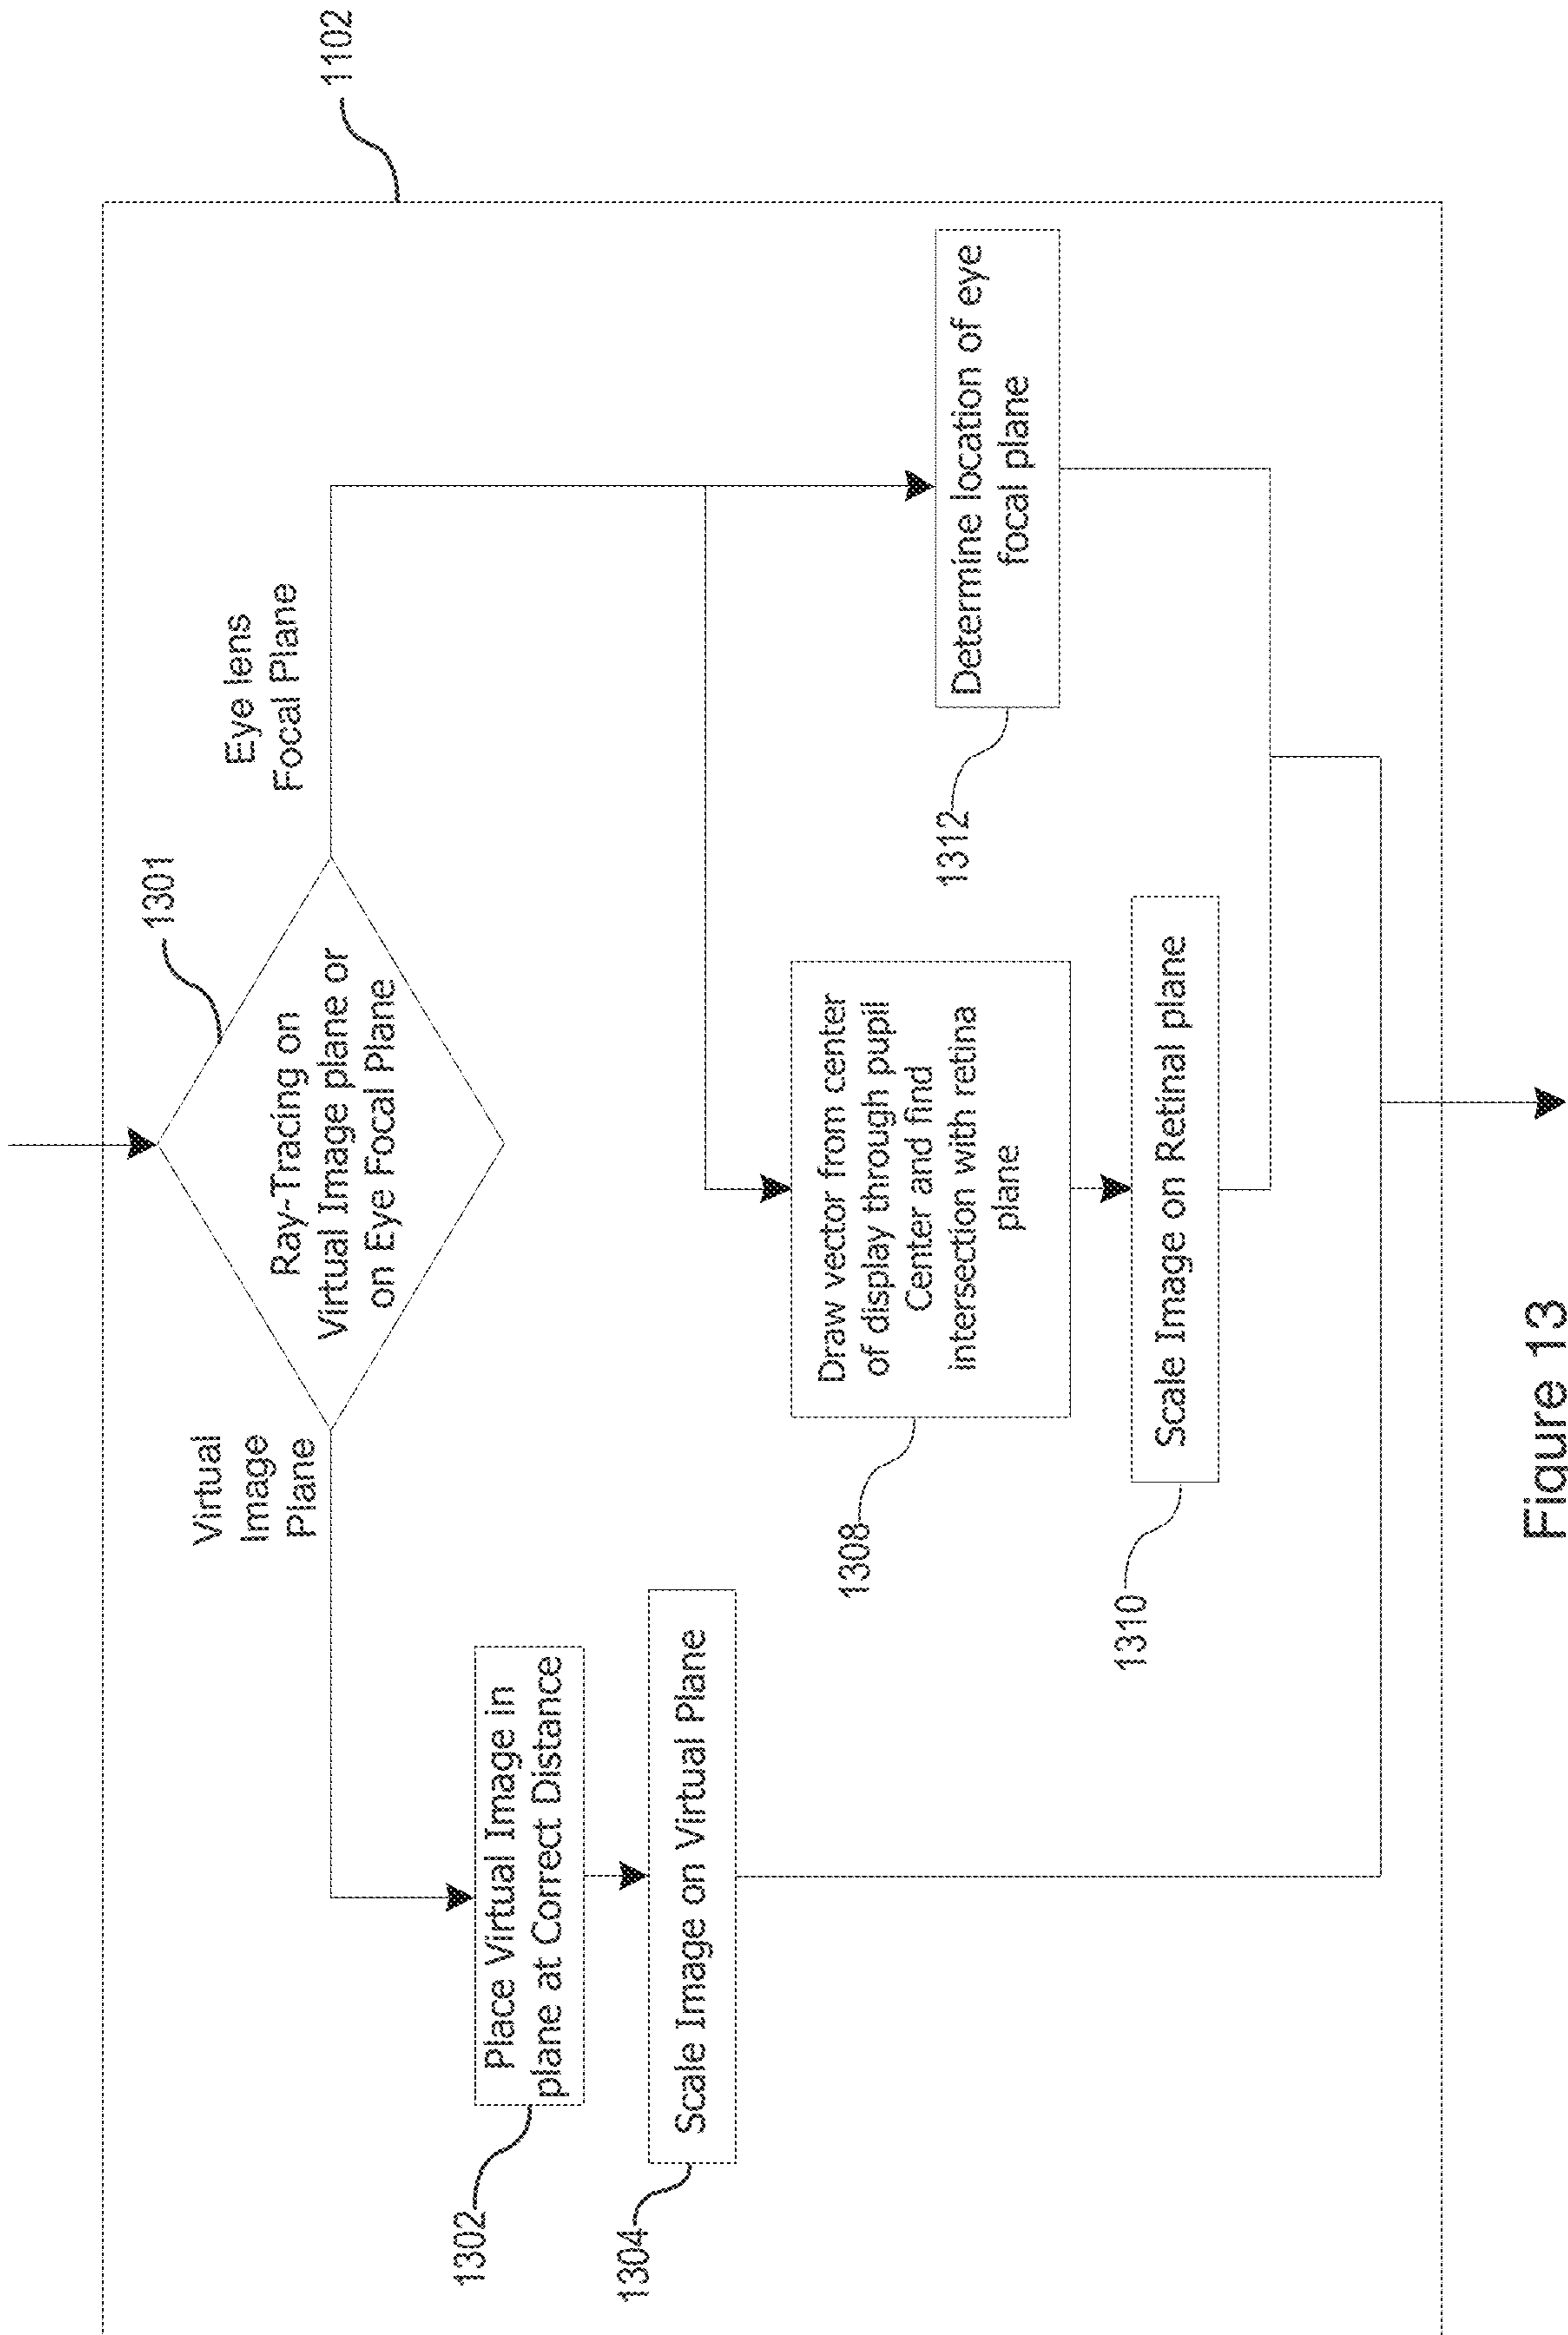 1102
1301
Ray-Tracing on
Virtual Image plane or
on Eye Focal Plane
Virtual
Image
Plane
Eye lens
Focal Plane
1302
Place Virtual Image in
plane at Correct Distance
1304
Scale Image on Virtual Plane
1308
Draw vector from center
of display through pupil
Center and find
intersection with retina
plane
1310
Scale Image on Retinal plane
1312
Determine location of eye
focal plane
Figure 13